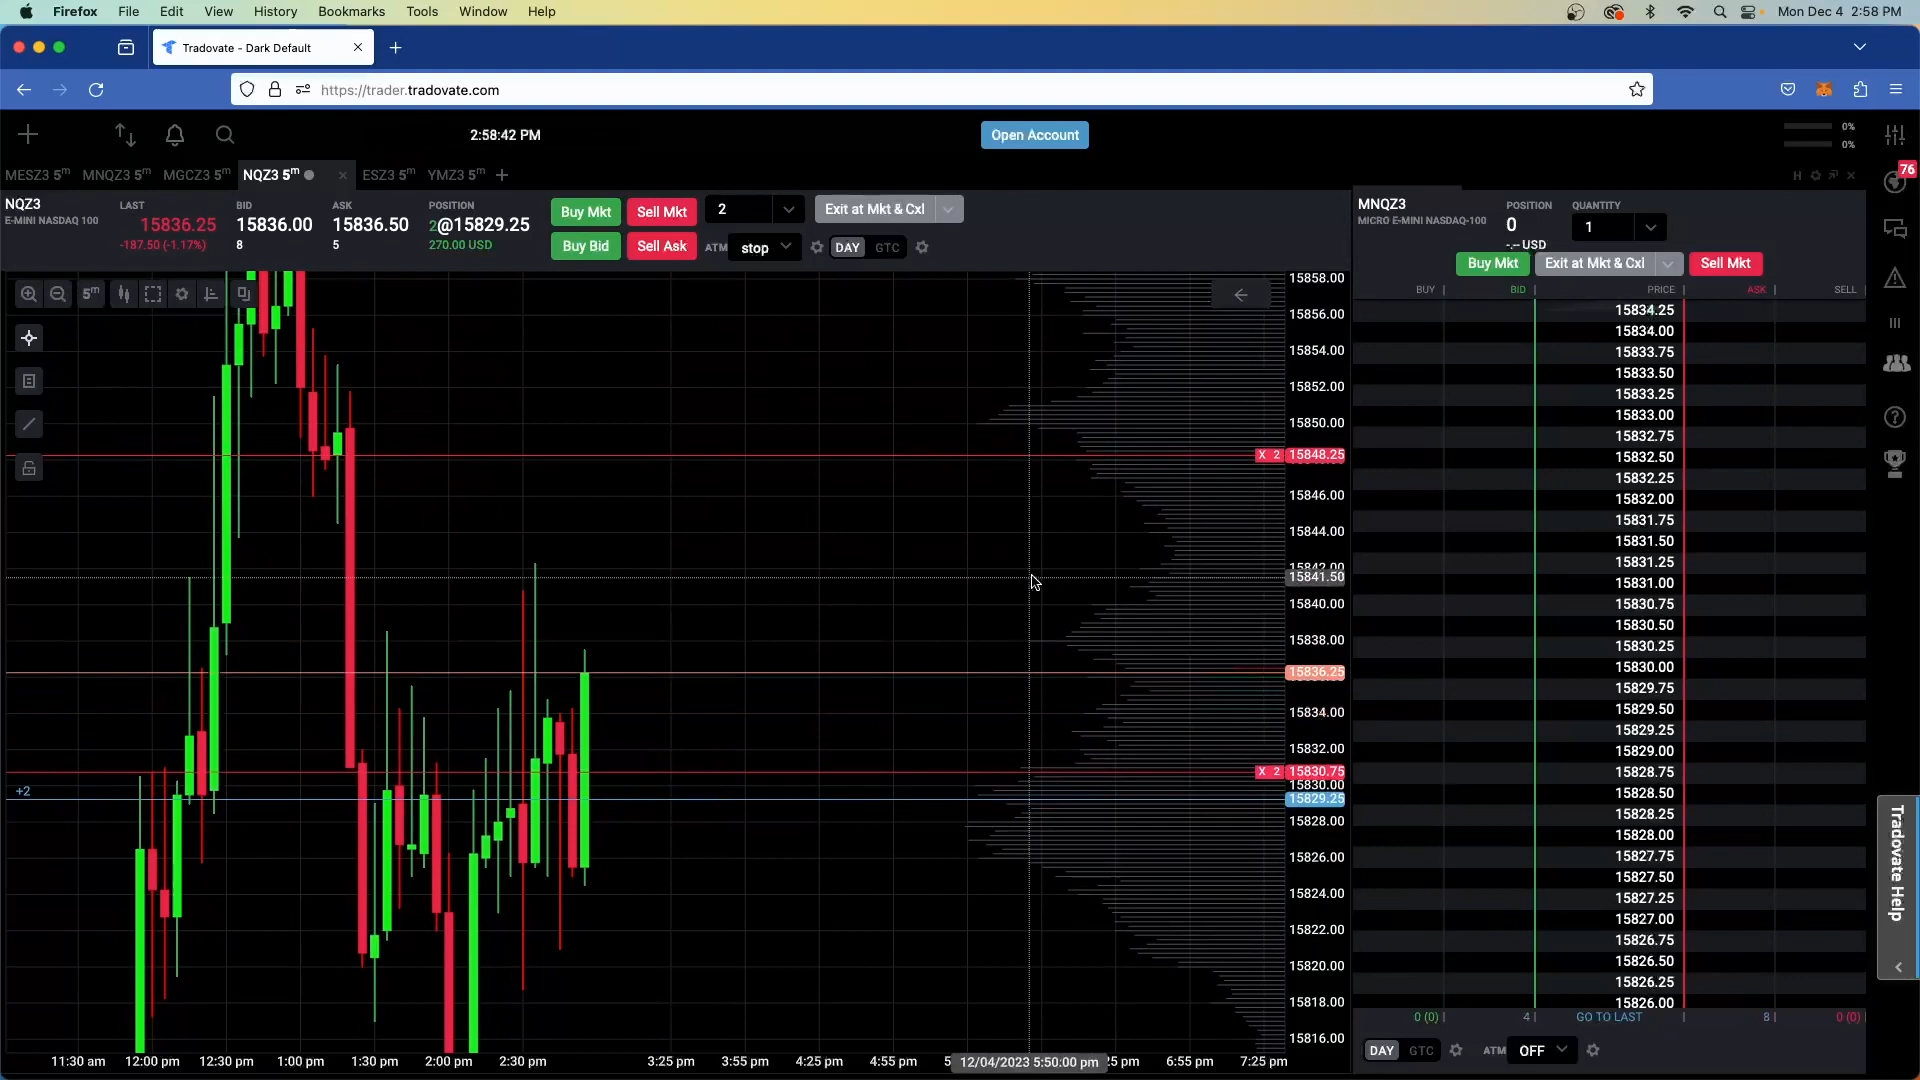 Firefox File Edit View History Bookmarks Tools Window Help Mon Dec 4 2:58 PM
Tradovate - Dark Default
https://trader.tradovate.com
2:58:42 PM
Open Account
0%
0%
MESZ3 5m MNQZ3 5m MGCZ3 5m NQZ3 5m ESZ3 5m YMZ3 5m
H
76
NQZ3
E-MINI NASDAQ 100
LAST
15836.25
-187.50 (-1.17%)
BID
15836.00
8
ASK
15836.50
5
POSITION
2@15829.25
270.00 USD
Buy Mkt Sell Mkt 2 Exit at Mkt & Cxl
Buy Bid Sell Ask ATM stop DAY GTC
5m
15858.00
15856.00
15854.00
15852.00
15850.00
X 2 15848.25
15846.00
15844.00
15842.00
15841.50
15840.00
15838.00
15836.25
15834.00
15832.00
X 2 15830.75
15830.00
+2 15829.25
15828.00
15826.00
15824.00
15822.00
15820.00
15818.00
15816.00
11:30 am 12:00 pm 12:30 pm 1:00 pm 1:30 pm 2:00 pm 2:30 pm 3:25 pm 3:55 pm 4:25 pm 4:55 pm 5 12/04/2023 5:50:00 pm 25 pm 6:55 pm 7:25 pm
MNQZ3
MICRO E-MINI NASDAQ-100
POSITION
0
-.-- USD
QUANTITY
1
Buy Mkt Exit at Mkt & Cxl Sell Mkt
BUY BID PRICE ASK SELL
15834.25
15834.00
15833.75
15833.50
15833.25
15833.00
15832.75
15832.50
15832.25
15832.00
15831.75
15831.50
15831.25
15831.00
15830.75
15830.50
15830.25
15830.00
15829.75
15829.50
15829.25
15829.00
15828.75
15828.50
15828.25
15828.00
15827.75
15827.50
15827.25
15827.00
15826.75
15826.50
15826.25
15826.00
0 (0) 4 GO TO LAST 8 0 (0)
DAY GTC ATM OFF
Tradovate Help